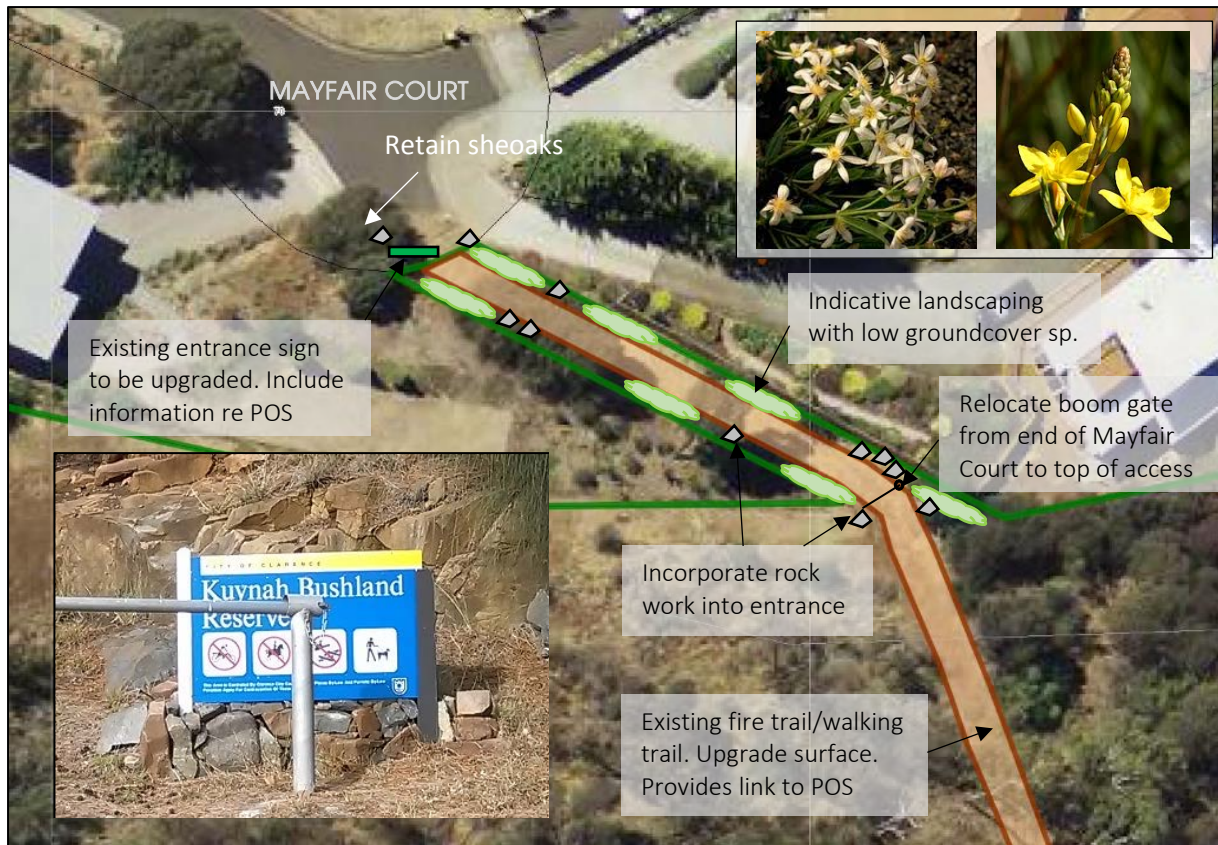 MAYFAIR COURT
Retain sheoaks
Indicative landscaping
with low groundcover sp.
Existing entrance sign
to be upgraded. Include
information re POS
Relocate boom gate
from end of Mayfair
Court to top of access
Incorporate rock
work into entrance
Existing fire trail/walking
trail. Upgrade surface.
Provides link to POS
CITY OF CLARENCE
Kuynah Bushland
Reserve